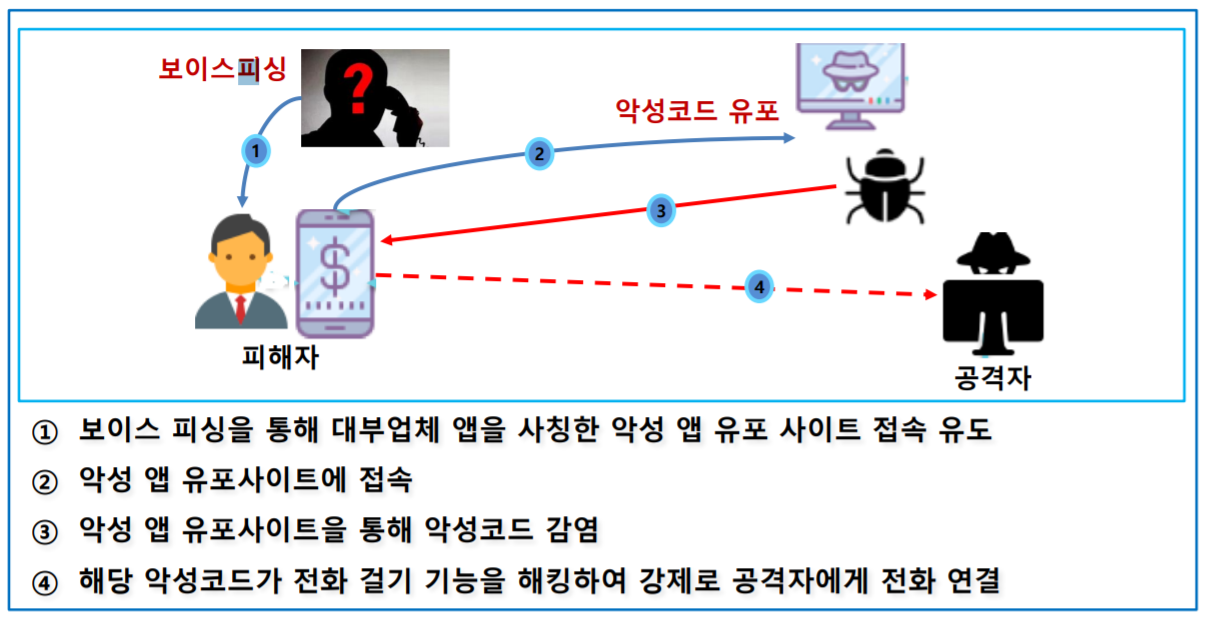 보이스피싱
?
악성코드 유포
1
2
3
$
4
피해자
공격자
① 보이스 피싱을 통해 대부업체 앱을 사칭한 악성 앱 유포 사이트 접속 유도
② 악성 앱 유포사이트에 접속
③ 악성 앱 유포사이트을 통해 악성코드 감염
④ 해당 악성코드가 전화 걸기 기능을 해킹하여 강제로 공격자에게 전화 연결